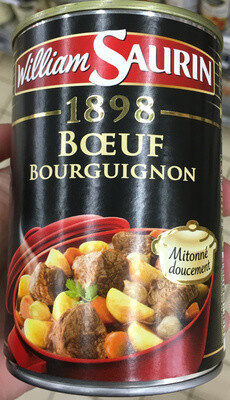 William SAURIN
1898
BŒUF
BOURGUIGNON
Mitonné
doucement